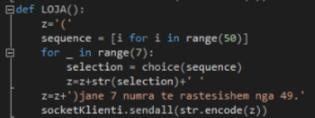 def LOJA():
z='('
sequence = [i for i in range(50)]
for _ in range(7):
selection = choice(sequence)
z=z+str(selection)+' '
z=z+')jane 7 numra te rastesishem nga 49.'
socketKlienti.sendall(str.encode(z))